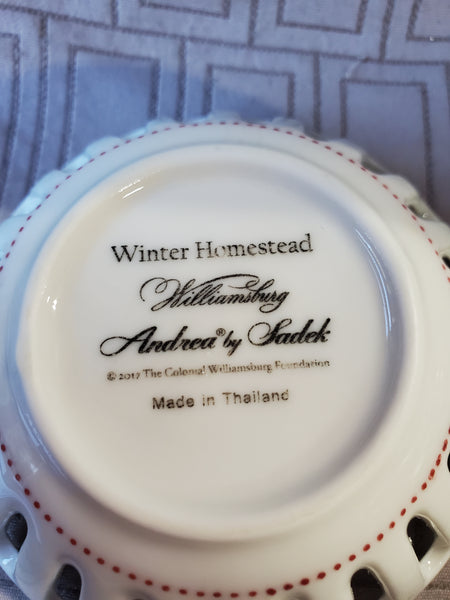 Winter Homestead
Williamsburg
Andrea® by Sadek
© 2017 The Colonial Williamsburg Foundation
Made in Thailand